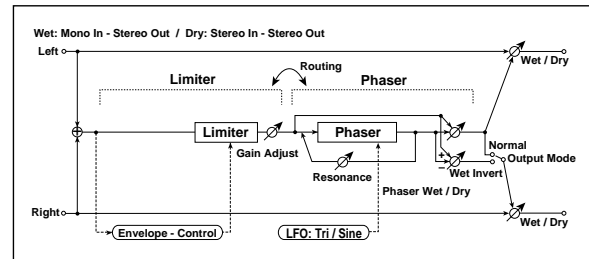 Wet: Mono In - Stereo Out / Dry: Stereo In - Stereo Out
Left
Wet / Dry
Routing
Limiter
Phaser
Limiter
Phaser
Gain Adjust
Resonance
+
−
Normal
Output Mode
Wet Invert
Phaser Wet / Dry
Right
Wet / Dry
Envelope - Control
LFO: Tri / Sine